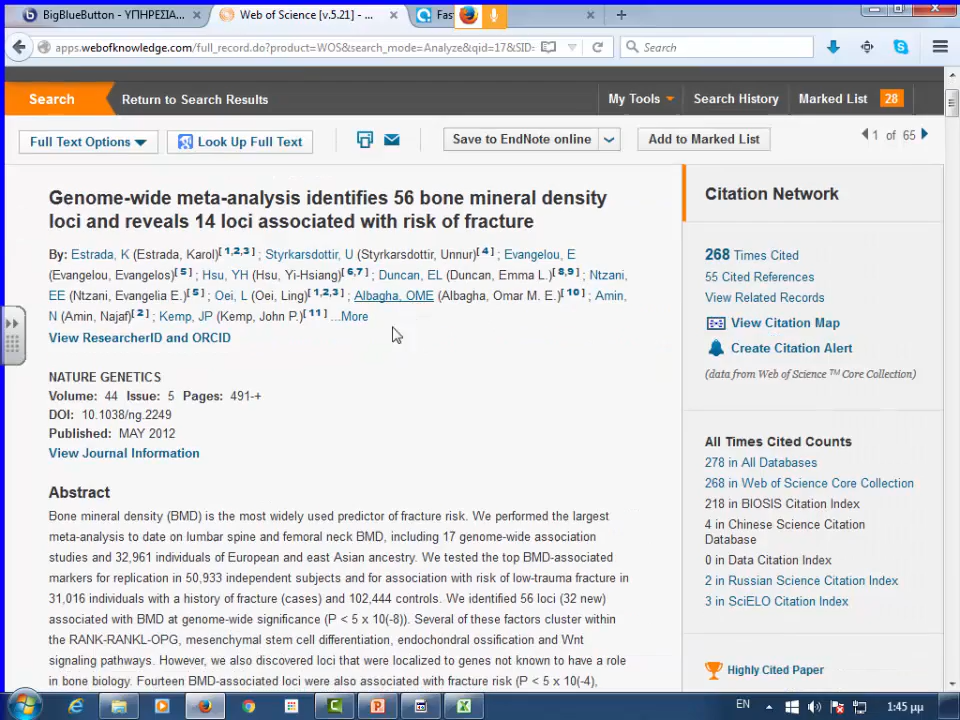 BigBlueButton - ΥΠΗΡΕΣΙΑ...
Web of Science [v.5.21] - ...
Fas
apps.webofknowledge.com/full_record.do?product=WOS&search_mode=Analyze&qid=17&SID=
Search
Search
Return to Search Results
My Tools
Search History
Marked List
28
Full Text Options
Look Up Full Text
Save to EndNote online
Add to Marked List
1 of 65
Genome-wide meta-analysis identifies 56 bone mineral density
loci and reveals 14 loci associated with risk of fracture
By: Estrada, K (Estrada, Karol)[ 1,2,3 ] ; Styrkarsdottir, U (Styrkarsdottir, Unnur)[ 4 ] ; Evangelou, E
(Evangelou, Evangelos)[ 5 ] ; Hsu, YH (Hsu, Yi-Hsiang)[ 6,7 ] ; Duncan, EL (Duncan, Emma L.)[ 8,9 ] ; Ntzani,
EE (Ntzani, Evangelia E.)[ 5 ] ; Oei, L (Oei, Ling)[ 1,2,3 ] ; Albagha, OME (Albagha, Omar M. E.)[ 10 ] ; Amin,
N (Amin, Najaf)[ 2 ] ; Kemp, JP (Kemp, John P.)[ 11 ] ...More
View ResearcherID and ORCID
NATURE GENETICS
Volume: 44 Issue: 5 Pages: 491-+
DOI: 10.1038/ng.2249
Published: MAY 2012
View Journal Information
Abstract
Bone mineral density (BMD) is the most widely used predictor of fracture risk. We performed the largest
meta-analysis to date on lumbar spine and femoral neck BMD, including 17 genome-wide association
studies and 32,961 individuals of European and east Asian ancestry. We tested the top BMD-associated
markers for replication in 50,933 independent subjects and for association with risk of low-trauma fracture in
31,016 individuals with a history of fracture (cases) and 102,444 controls. We identified 56 loci (32 new)
associated with BMD at genome-wide significance (P < 5 x 10(-8)). Several of these factors cluster within
the RANK-RANKL-OPG, mesenchymal stem cell differentiation, endochondral ossification and Wnt
signaling pathways. However, we also discovered loci that were localized to genes not known to have a role
in bone biology. Fourteen BMD-associated loci were also associated with fracture risk (P < 5 x 10(-4),
Citation Network
268 Times Cited
55 Cited References
View Related Records
View Citation Map
Create Citation Alert
(data from Web of Science ™ Core Collection)
All Times Cited Counts
278 in All Databases
268 in Web of Science Core Collection
218 in BIOSIS Citation Index
4 in Chinese Science Citation
Database
0 in Data Citation Index
2 in Russian Science Citation Index
3 in SciELO Citation Index
Highly Cited Paper
EN
1:45 μμ